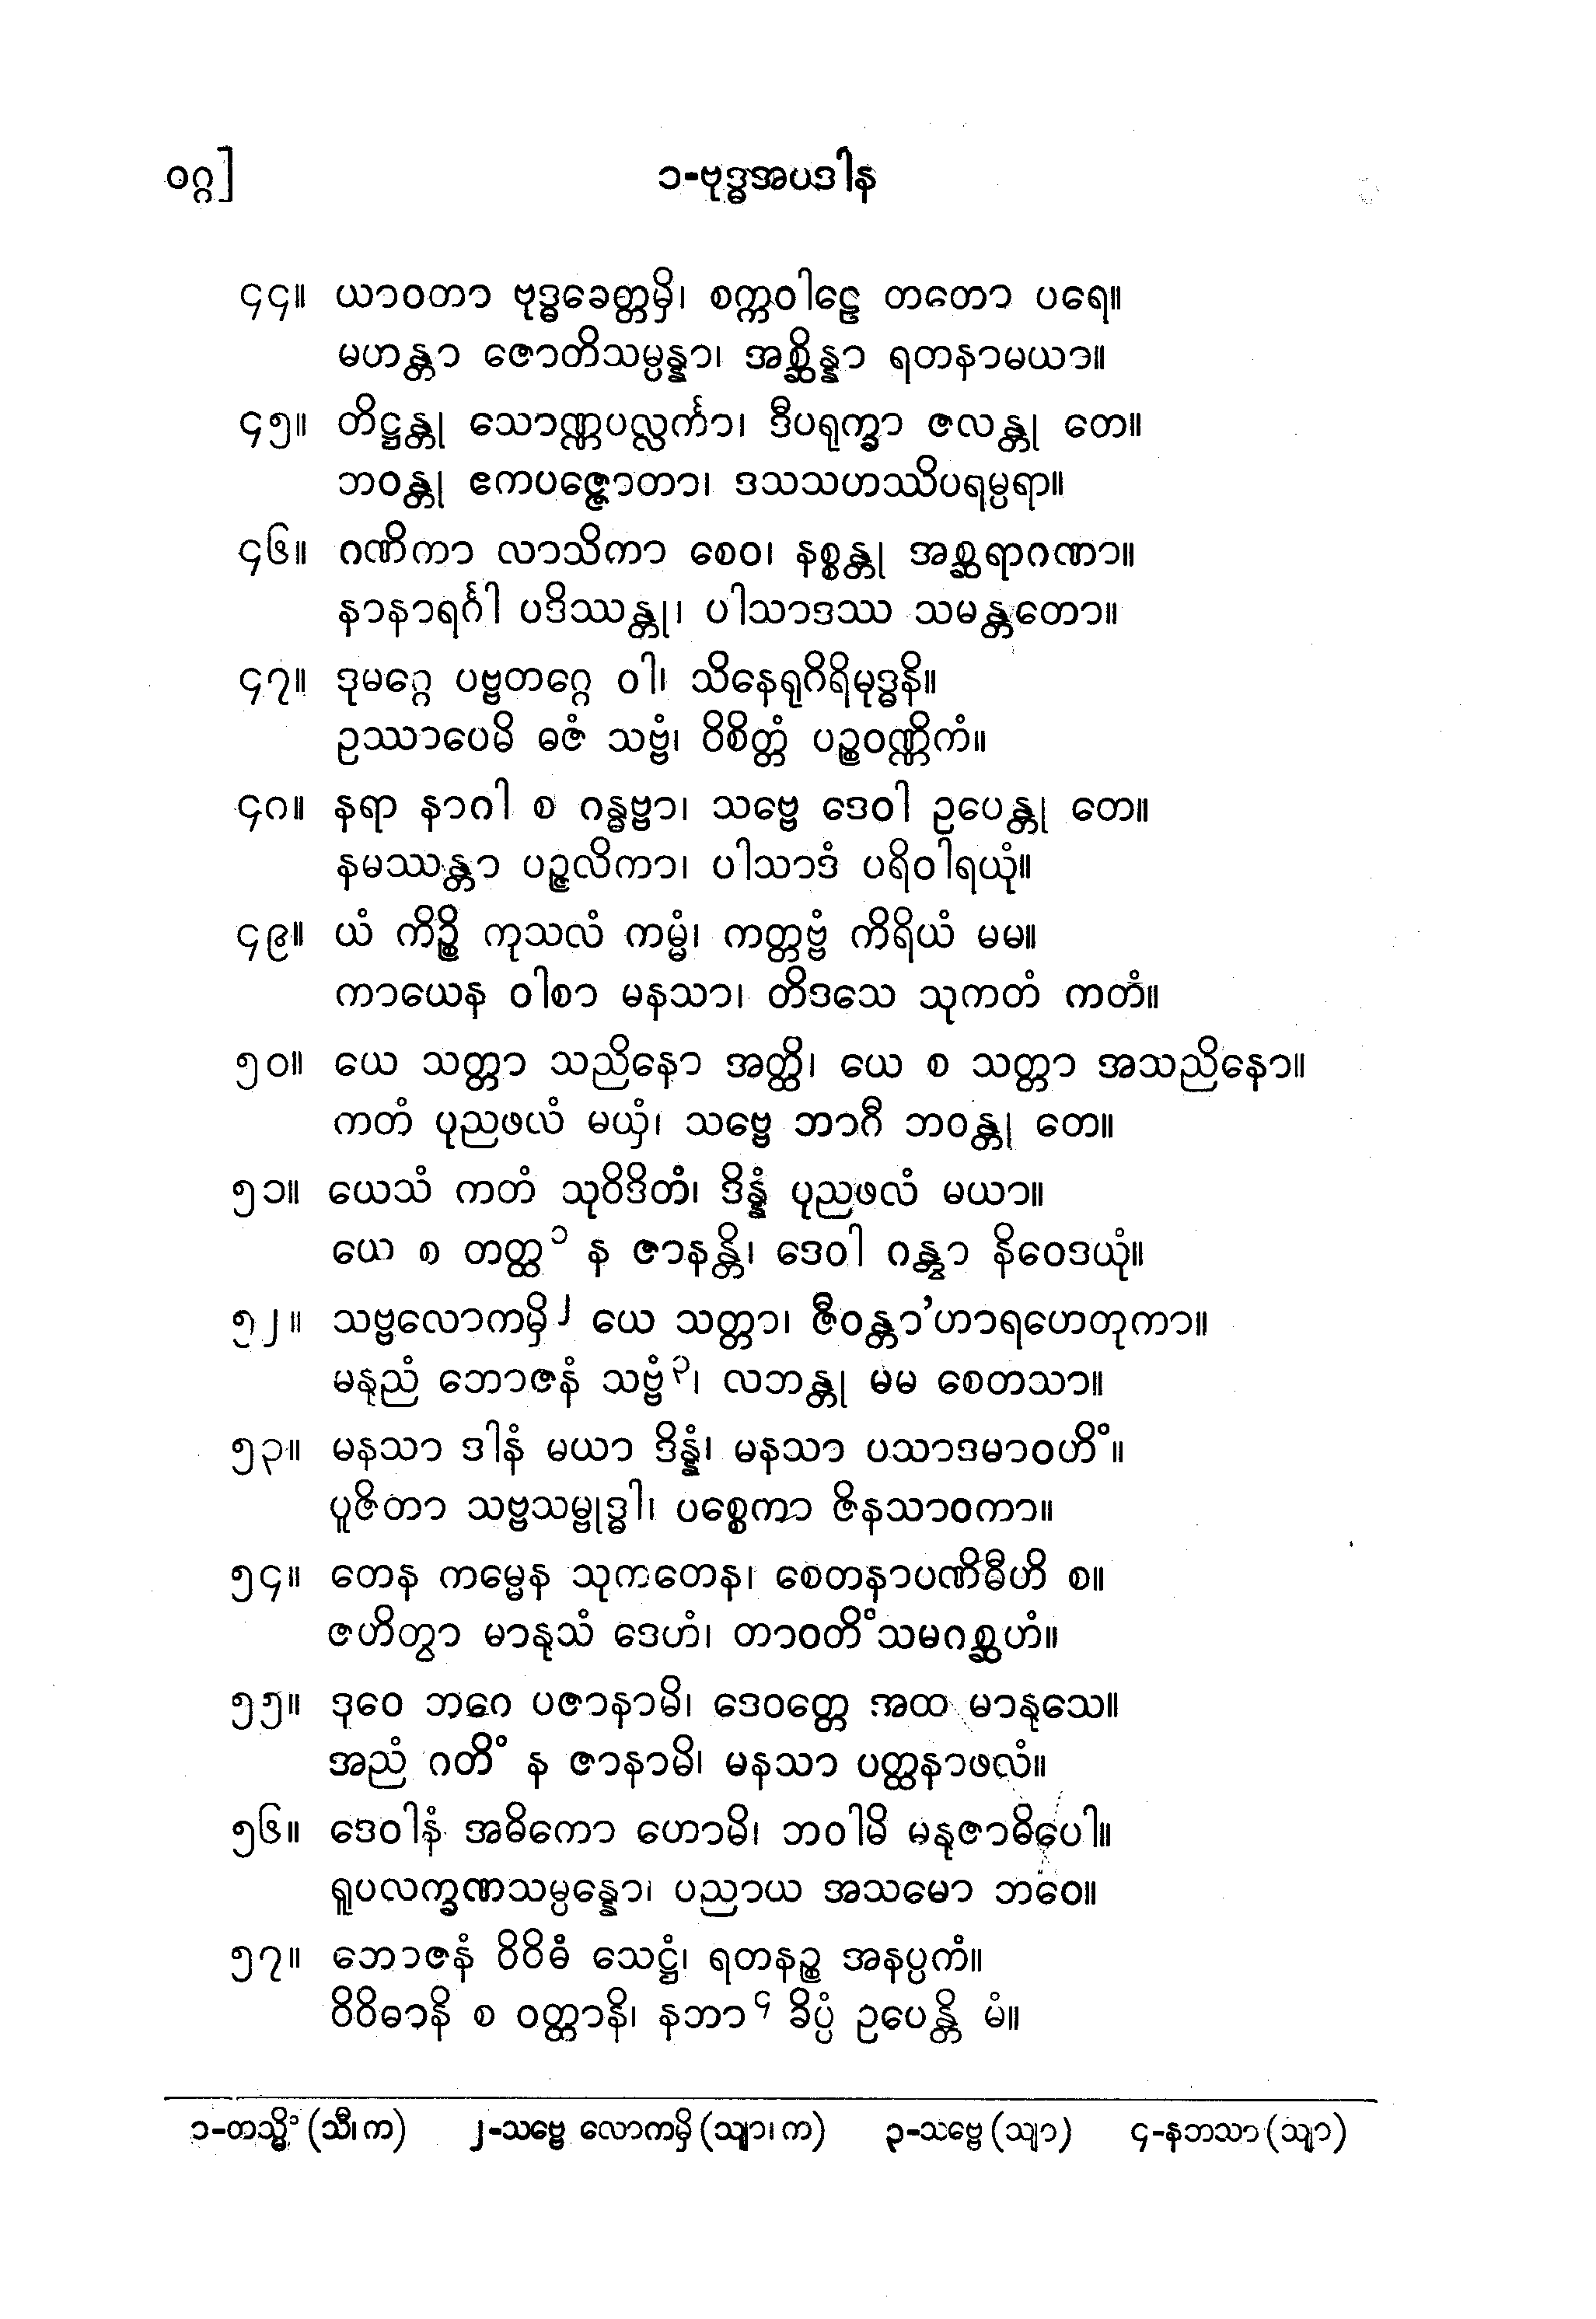 ဝဂ္ဂ]
၁-ဗုဒ္ဓအပဒါန
၄၄။ ယာဝတာ ဗုဒ္ဓခေတ္တမှိ၊ စက္ကဝါဠေ တတော ပရေ။
မဟန္တာ ဇောတိသမ္ပန္နာ၊ အစ္ဆိန္နာ ရတနာမယာ။
၄၅။ တိဋ္ဌန္တု သောဏ္ဏပလ္လင်္ကာ၊ ဒီပရုက္ခာ ဇလန္တု တေ။
ဘဝန္တု ဧကပဇ္ဇောတာ၊ ဒသသဟဿိပရမ္ပရာ။
၄၆။ ဂဏိကာ လာသိကာ စေဝ၊ နစ္စန္တု အစ္ဆရာဂဏာ။
နာနာရင်္ဂါ ပဒိဿန္တု၊ ပါသာဒဿ သမန္တတော။
၄၇။ ဒုမဂ္ဂေ ပဗ္ဗတဂ္ဂေ ဝါ၊ သိနေရုဂိရိမုဒ္ဓနိ။
ဥဿာပေမိ ဓဇံ သဗ္ဗံ၊ ဝိစိတ္တံ ပဉ္စဝဏ္ဏိကံ။
၄၈။ နရာ နာဂါ စ ဂန္ဓဗ္ဗာ၊ သဗ္ဗေ ဒေဝါ ဥပေန္တု တေ။
နမဿန္တာ ပဉ္ဇလိကာ၊ ပါသာဒံ ပရိဝါရယုံ။
၄၉။ ယံ ကိဉ္စိ ကုသလံ ကမ္မံ၊ ကတ္တဗ္ဗံ ကိရိယံ မမ။
ကာယေန ဝါစာ မနသာ၊ တိဒသေ သုကတံ ကတံ။
၅၀။ ယေ သတ္တာ သညိနော အတ္ထိ၊ ယေ စ သတ္တာ အသညိနော။
ကတံ ပုညဖလံ မယှံ၊ သဗ္ဗေ ဘာဂီ ဘဝန္တု တေ။
၅၁။ ယေသံ ကတံ သုဝိဒိတံ၊ ဒိန္နံ ပုညဖလံ မယာ။
ယေ စ တတ္ထ ၁ န ဇာနန္တိ၊ ဒေဝါ ဂန္တွာ နိဝေဒယုံ။
၅၂။ သဗ္ဗလောကမှိ ၂ ယေ သတ္တာ၊ ဇီဝန္တာ’ဟာရဟေတုကာ။
မနုညံ ဘောဇနံ သဗ္ဗံ ၃၊ လဘန္တု မမ စေတသာ။
၅၃။ မနသာ ဒါနံ မယာ ဒိန္နံ၊ မနသာ ပသာဒမာဝဟိံ။
ပူဇိတာ သဗ္ဗသမ္ဗုဒ္ဓါ၊ ပစ္စေကာ ဇိနသာဝကာ။
၅၄။ တေန ကမ္မေန သုကတေန၊ စေတနာပဏိဓီဟိ စ။
ဇဟိတွာ မာနုသံ ဒေဟံ၊ တာဝတိံသမဂစ္ဆဟံ။
၅၅။ ဒုဝေ ဘဂေ ပဇာနာမိ၊ ဒေဝတ္တေ အထ မာနုသေ။
အညံ ဂတိံ န ဇာနာမိ၊ မနသာ ပတ္ထနာဖလံ။
၅၆။ ဒေဝါနံ အဓိကော ဟောမိ၊ ဘဝါမိ မနုဇာဓိပေါ။
ရူပလက္ခဏသမ္ပန္နော၊ ပညာယ အသမော ဘဝေ။
၅၇။ ဘောဇနံ ဝိဝိဓံ သေဋ္ဌံ၊ ရတနဉ္စ အနပ္ပကံ။
ဝိဝိဓာနိ စ ဝတ္ထာနိ၊ နဘာ ၄ ခိပ္ပံ ဥပေန္တိ မံ။
၁-တသ္မိံ (သီ၊ က) ၂-သဗ္ဗေ လောကမှိ (သျာ၊ က) ၃-သဗ္ဗေ (သျာ) ၄-နဘသာ (သျာ)